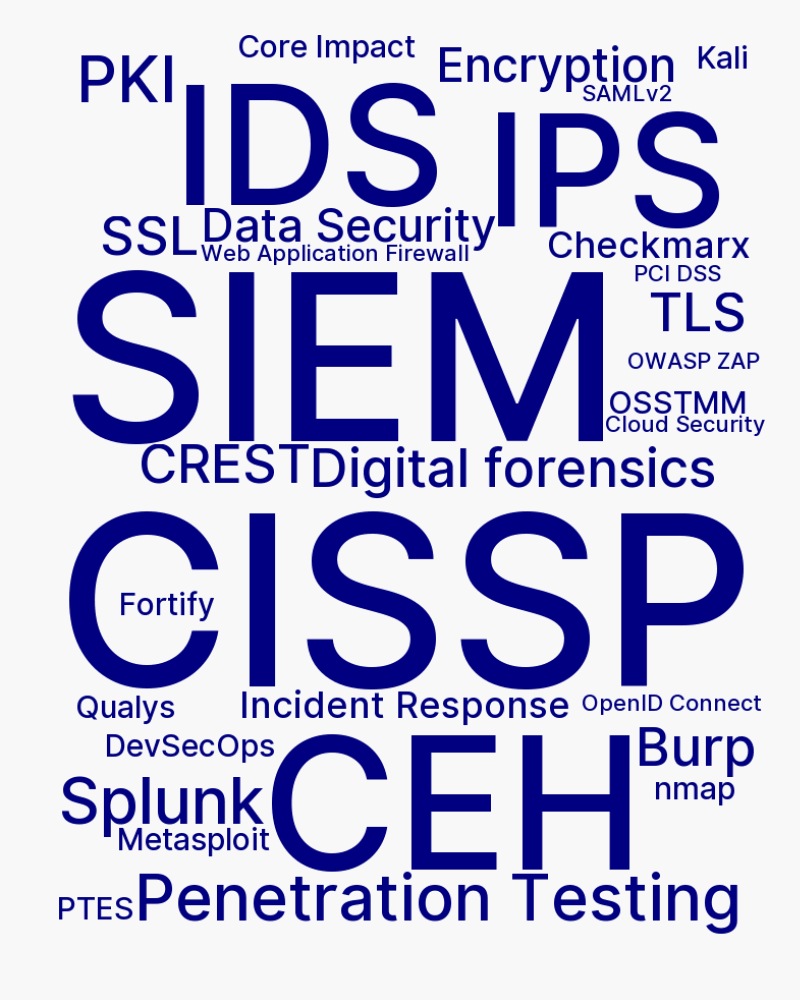 Core Impact
PKI
Encryption
Kali
SAMLv2
IDS
IPS
SSL
Data Security
Web Application Firewall
Checkmarx
PCI DSS
SIEM
TLS
OWASP ZAP
OSSTMM
Cloud Security
CREST
Digital forensics
CISSP
Fortify
Qualys
Incident Response
OpenID Connect
DevSecOps
CEH
Burp
nmap
Splunk
Metasploit
PTES
Penetration Testing